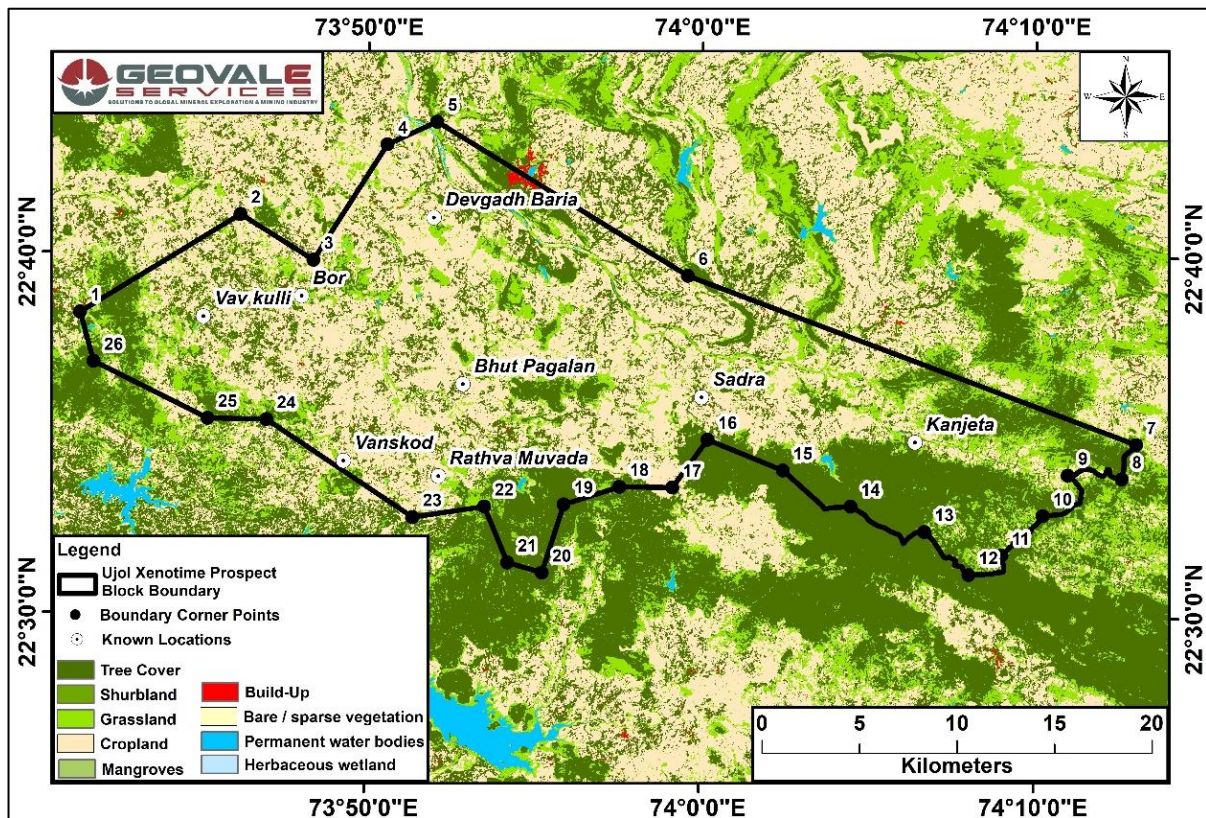 73°50'0"E 74°0'0"E 74°10'0"E
GEOVALE
SERVICES
SOLUTIONS TO GLOBAL MINERAL EXPLORATION & MINING INDUSTRY
N
W E
S
5
4
2
Devgadh Baria
3
22°40'0"N 22°40'0"N
6
Bor
1
Vav kulli
26
Bhut Pagalan
Sadra
25 24
16
Kanjeta
7
Vanskod
Rathva Muvada
15
9
8
18 17
22 19
14
10
23
13
11
21 20
12
22°30'0"N 22°30'0"N
Legend
Ujol Xenotime Prospect
Block Boundary
Boundary Corner Points
Known Locations
Tree Cover
Shurbland
Grassland
Cropland
Mangroves
Build-Up
Bare / sparse vegetation
Permanent water bodies
Herbaceous wetland
0 5 10 15 20
Kilometers
73°50'0"E 74°0'0"E 74°10'0"E